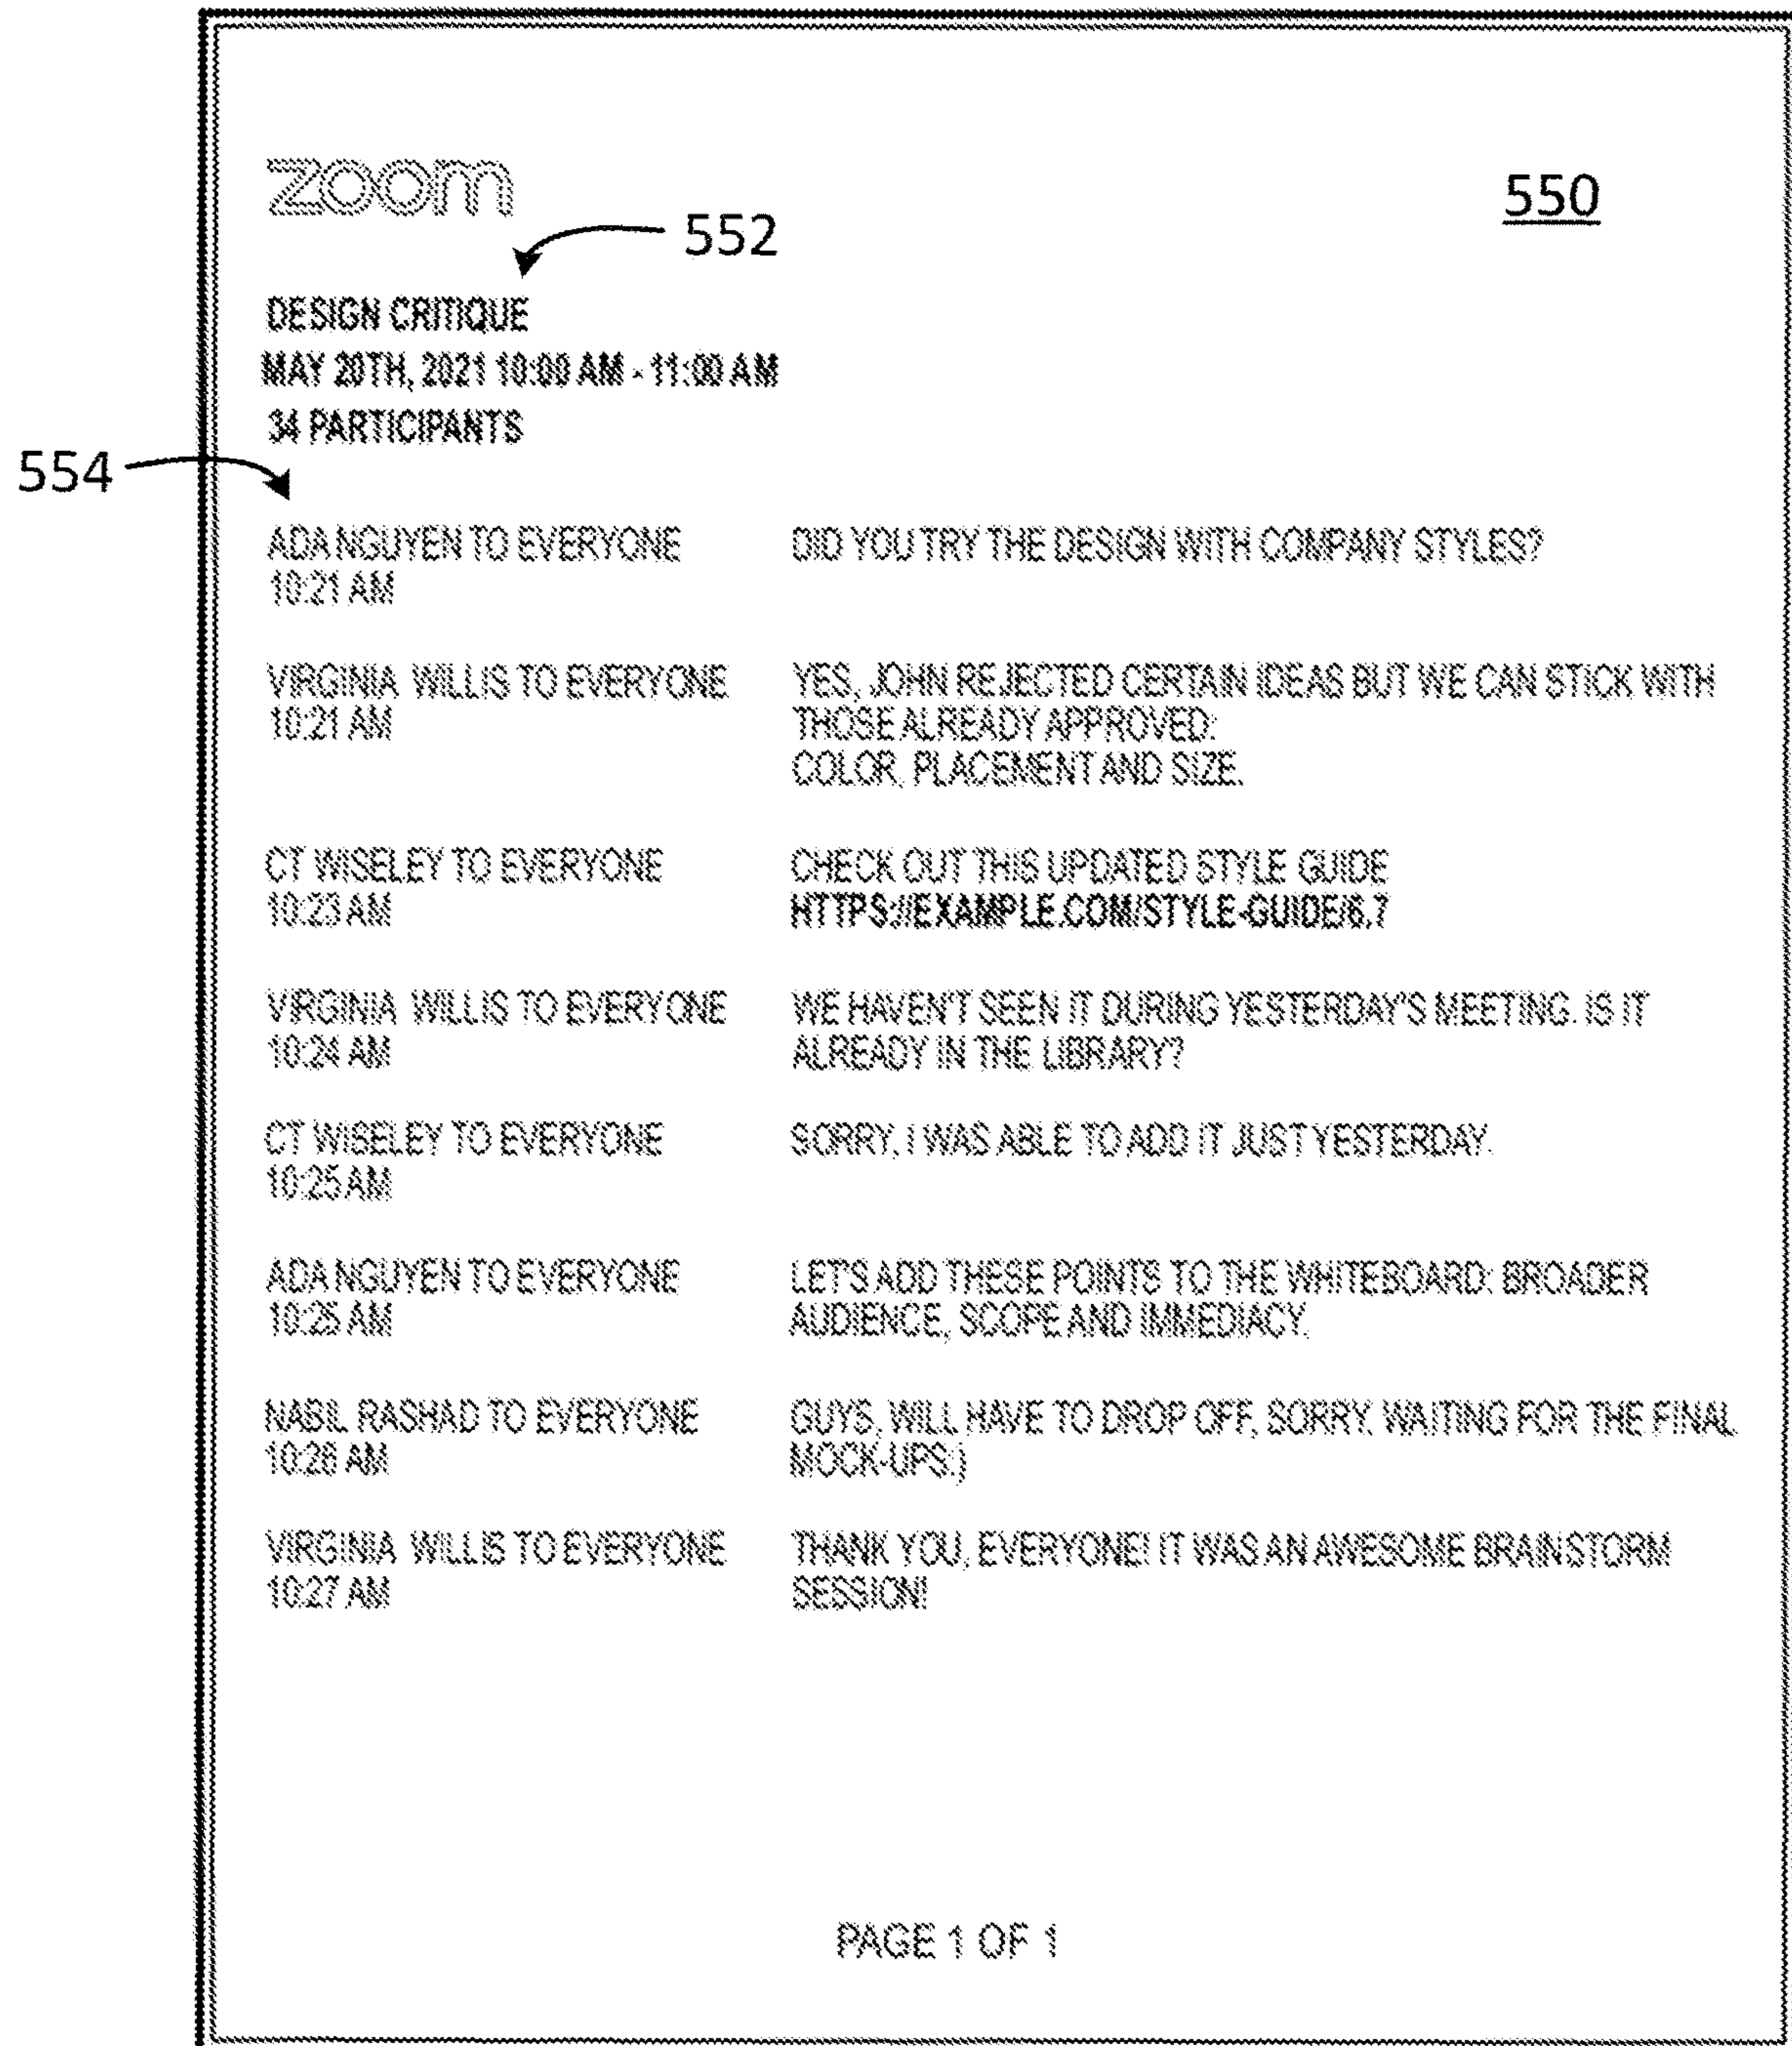 zoom
550
552
DESIGN CRITIQUE
MAY 20TH, 2021 10:00 AM - 11:00 AM
34 PARTICIPANTS
554
ADA NGUYEN TO EVERYONE DID YOU TRY THE DESIGN WITH COMPANY STYLES?
10:21 AM
VIRGINIA WILLIS TO EVERYONE YES, JOHN REJECTED CERTAIN IDEAS BUT WE CAN STICK WITH
10:21 AM THOSE ALREADY APPROVED:
COLOR, PLACEMENT AND SIZE.
CT WISELEY TO EVERYONE CHECK OUT THIS UPDATED STYLE GUIDE
10:23 AM HTTPS://EXAMPLE.COM/STYLE-GUIDE/6.7
VIRGINIA WILLIS TO EVERYONE WE HAVEN'T SEEN IT DURING YESTERDAY'S MEETING. IS IT
10:24 AM ALREADY IN THE LIBRARY?
CT WISELEY TO EVERYONE SORRY, I WAS ABLE TO ADD IT JUST YESTERDAY.
10:25 AM
ADA NGUYEN TO EVERYONE LET'S ADD THESE POINTS TO THE WHITEBOARD: BROADER
10:25 AM AUDIENCE, SCOPE AND IMMEDIACY.
NABIL RASHAD TO EVERYONE GUYS, WILL HAVE TO DROP OFF, SORRY. WAITING FOR THE FINAL
10:26 AM MOCK-UPS:)
VIRGINIA WILLIS TO EVERYONE THANK YOU, EVERYONE! IT WAS AN AWESOME BRAINSTORM
10:27 AM SESSION!
PAGE 1 OF 1